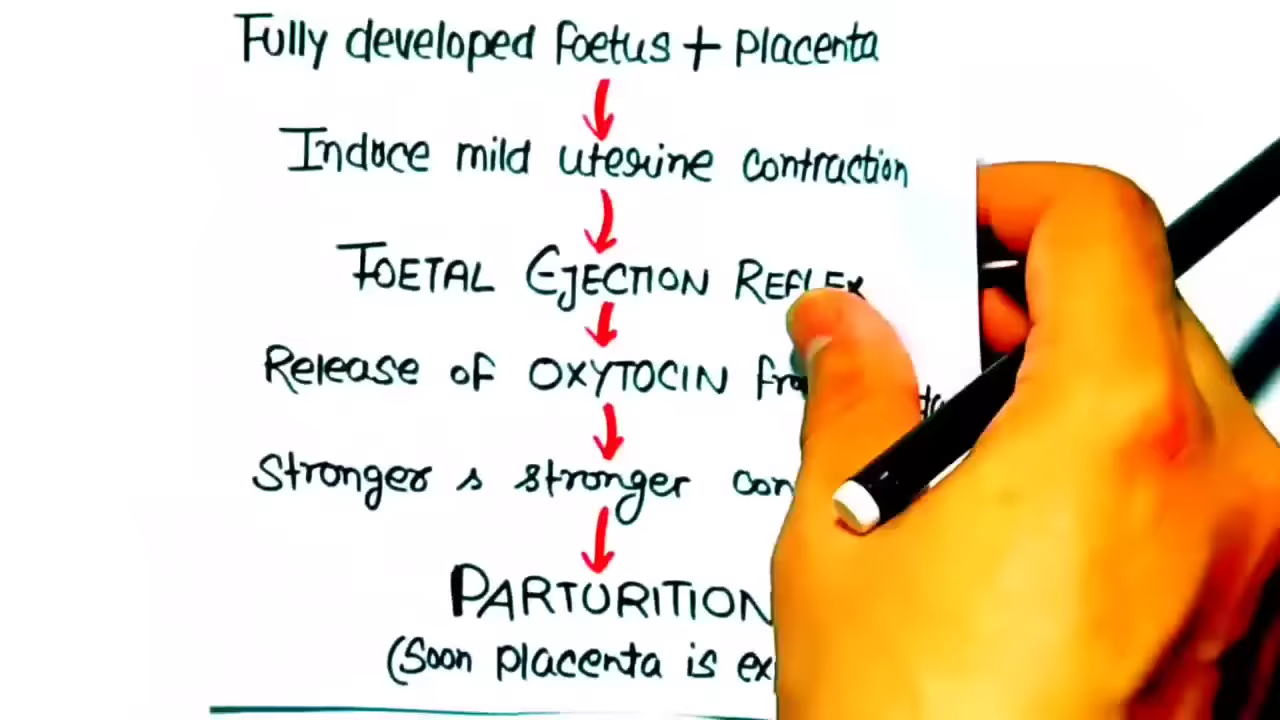 Fully developed foetus + placenta
Induce mild uterine contraction
FOETAL EJECTION REFLEX
Release of OXYTOCIN
Stronger & stronger
PARTURITION
(Soon placenta is